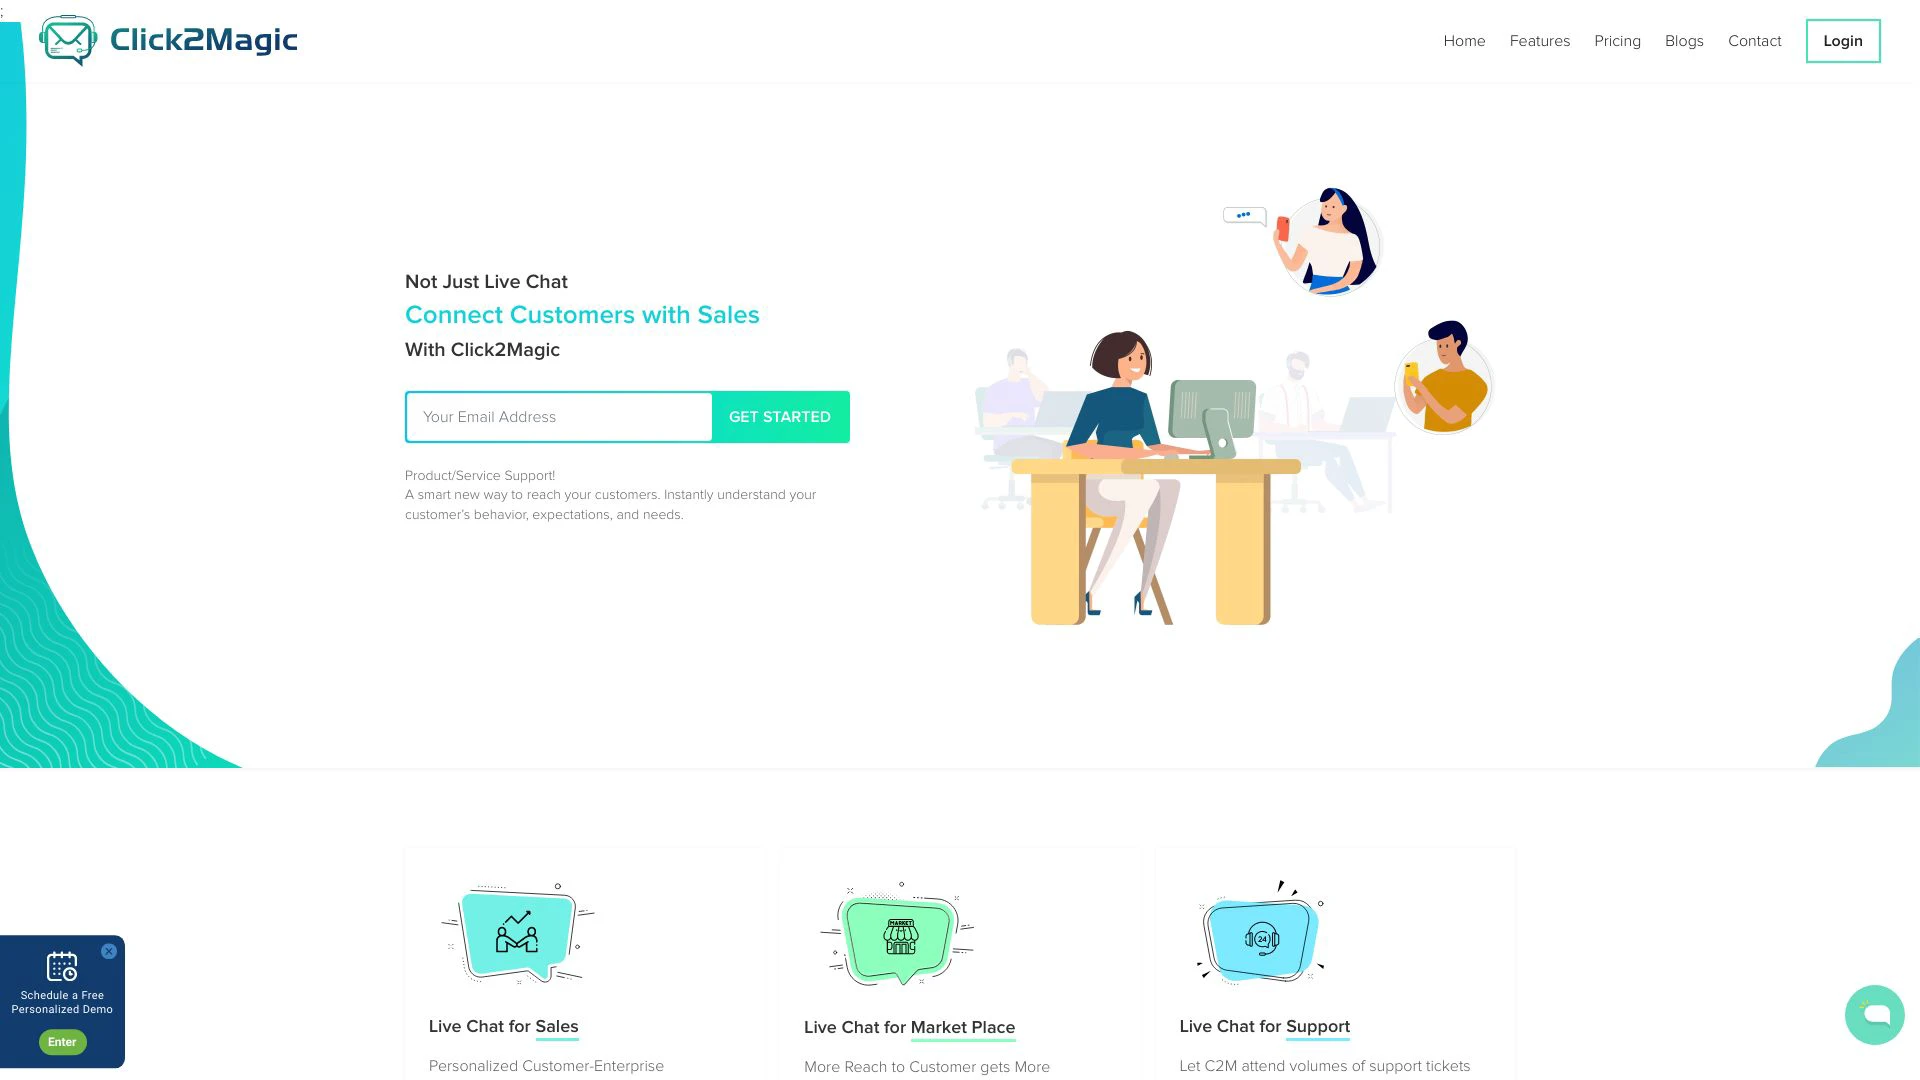 ;
Click2Magic
Home Features Pricing Blogs Contact Login
Not Just Live Chat
Connect Customers with Sales
With Click2Magic
Your Email Address GET STARTED
Product/Service Support!
A smart new way to reach your customers. Instantly understand your
customer's behavior, expectations, and needs.
MARKET
24
Schedule a Free
Personalized Demo
Enter
Live Chat for Sales
Personalized Customer-Enterprise
Live Chat for Market Place
More Reach to Customer gets More
Live Chat for Support
Let C2M attend volumes of support tickets